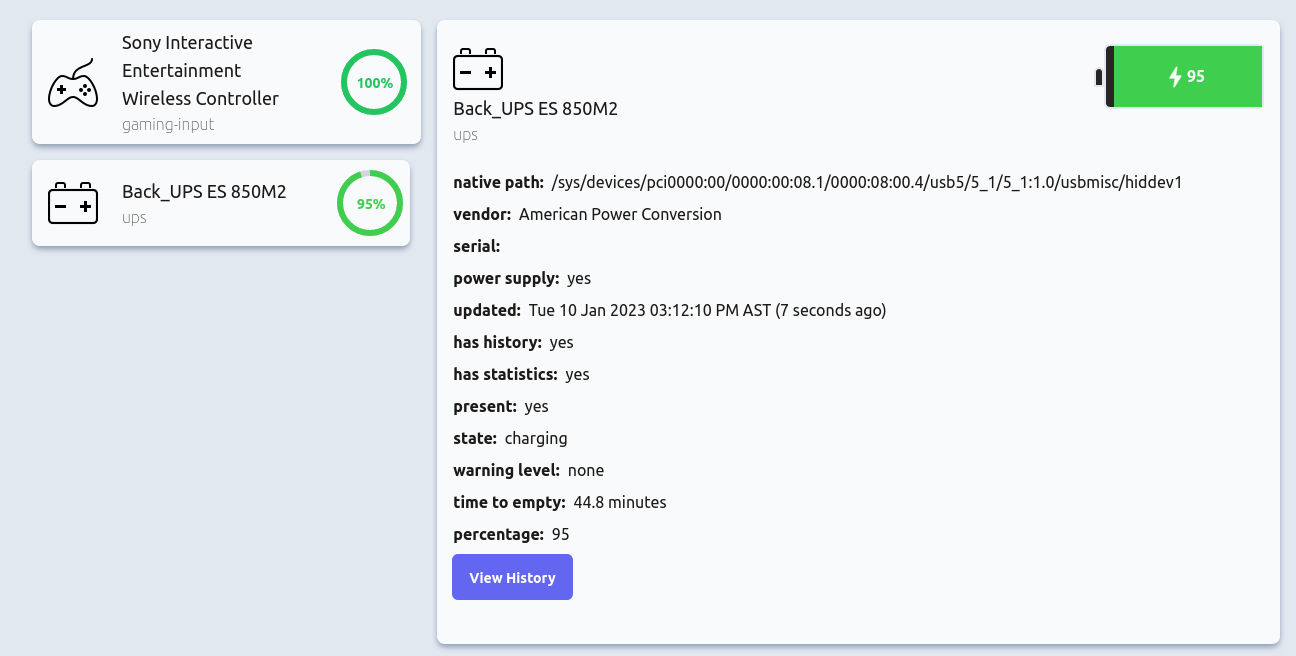 Sony Interactive
Entertainment
Wireless Controller
gaming-input
100%
Back_UPS ES 850M2
ups
95%
Back_UPS ES 850M2
ups
95
native path: /sys/devices/pci0000:00/0000:00:08.1/0000:08:00.4/usb5/5_1/5_1:1.0/usbmisc/hiddev1
vendor: American Power Conversion
serial:
power supply: yes
updated: Tue 10 Jan 2023 03:12:10 PM AST (7 seconds ago)
has history: yes
has statistics: yes
present: yes
state: charging
warning level: none
time to empty: 44.8 minutes
percentage: 95
View History